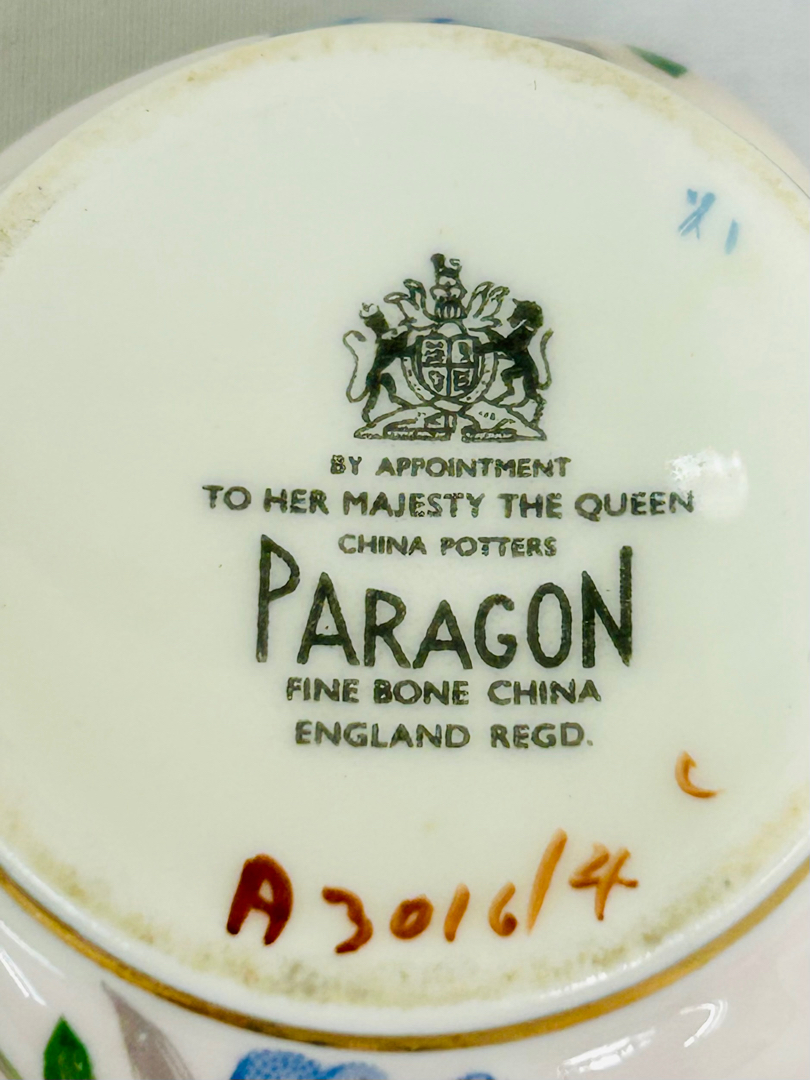 BY APPOINTMENT
TO HER MAJESTY THE QUEEN
CHINA POTTERS
PARAGON
FINE BONE CHINA
ENGLAND REGD.
C
A3016/4